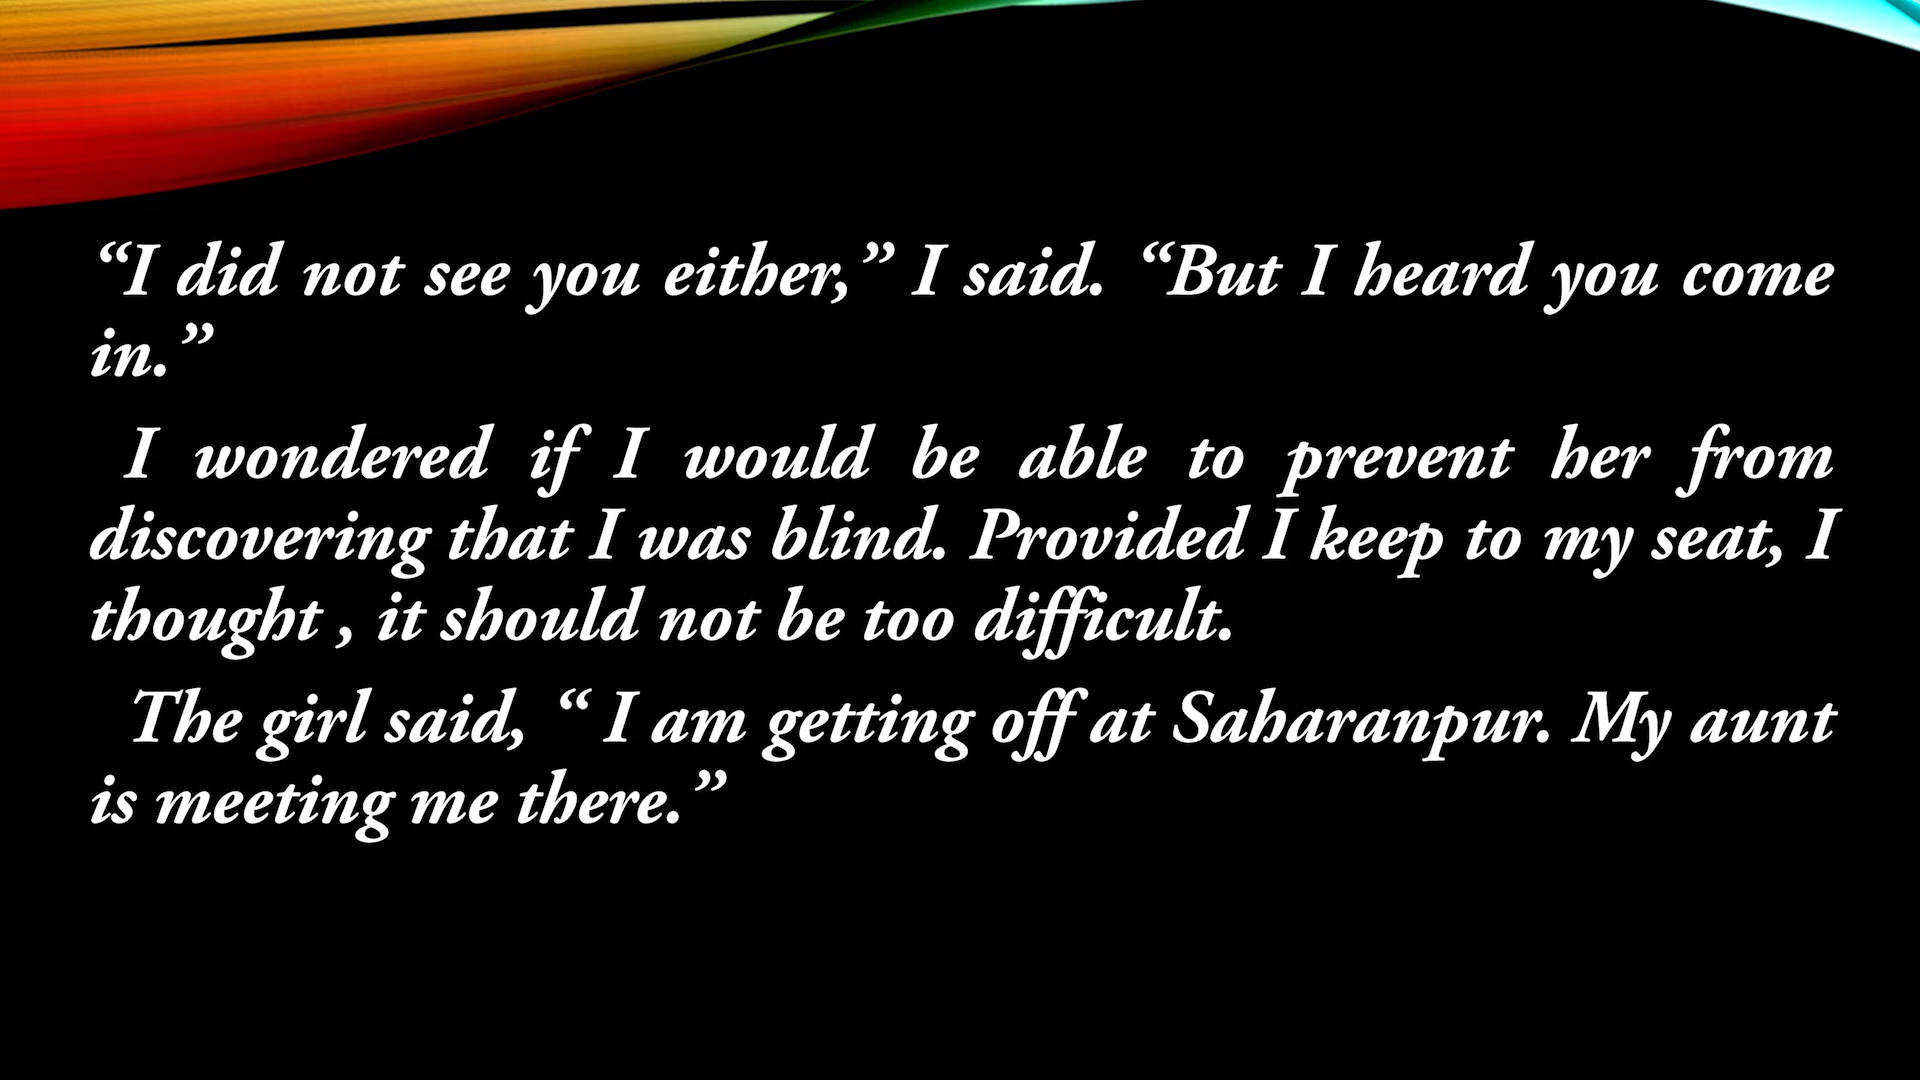 “I did not see you either,” I said. “But I heard you come
in.”
I wondered if I would be able to prevent her from
discovering that I was blind. Provided I keep to my seat, I
thought , it should not be too difficult.
The girl said, “ I am getting off at Saharanpur. My aunt
is meeting me there.”